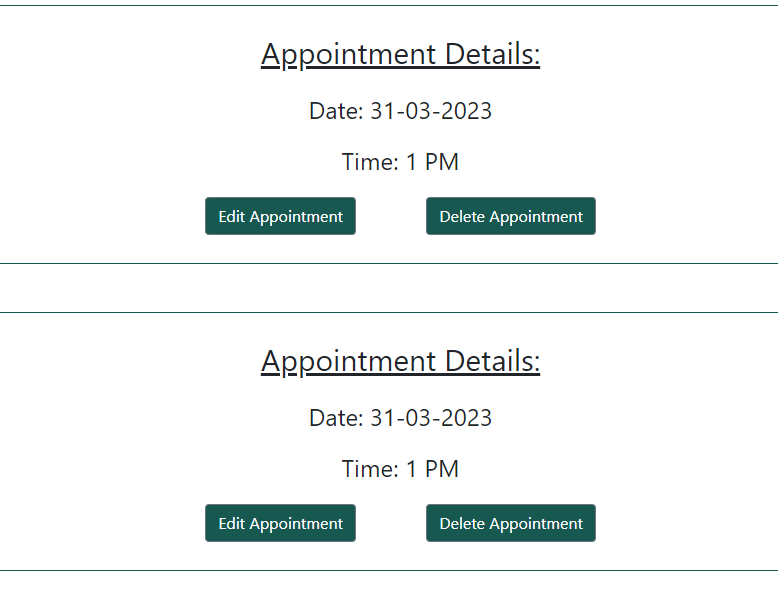 Appointment Details:
Date: 31-03-2023
Time: 1 PM
Edit Appointment Delete Appointment
Appointment Details:
Date: 31-03-2023
Time: 1 PM
Edit Appointment Delete Appointment